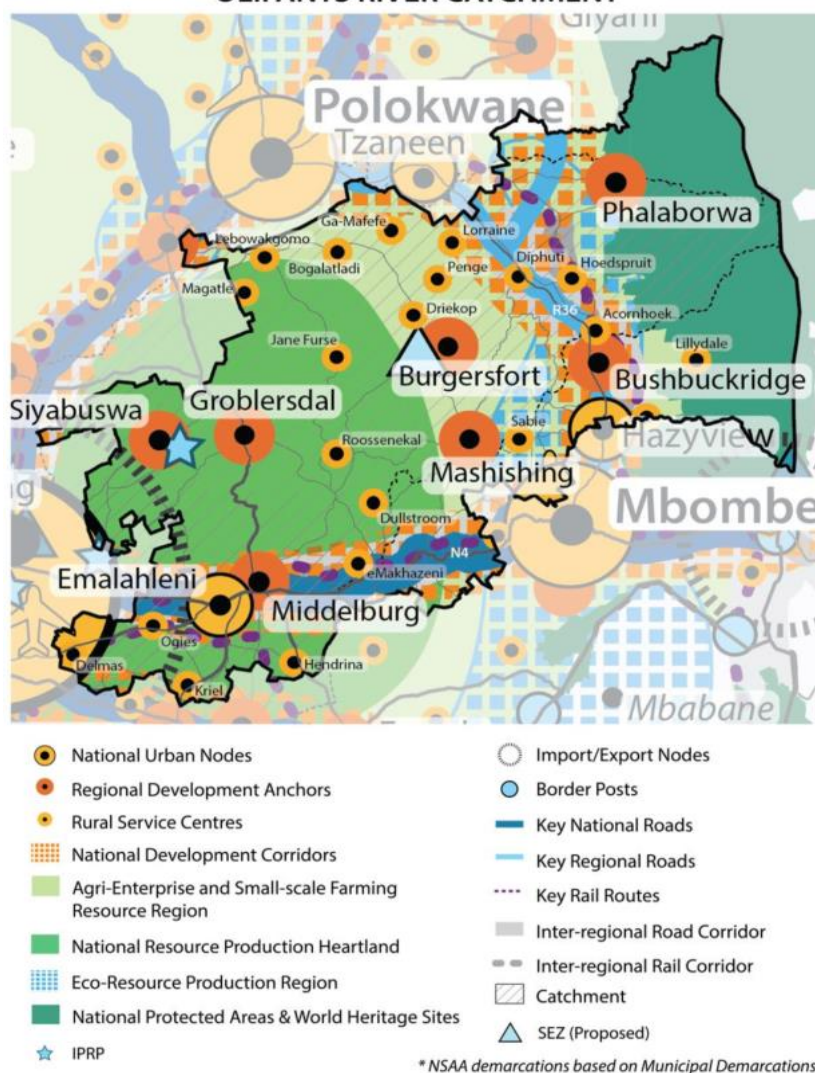 OLIFANTS RIVER CATCHMENT
Giyani
Polokwane
Tzaneen
Phalaborwa
Ga-Mafefe
Lebowakgomo
Lorraine
Bogalatladi
Penge
Diphuti
Hoedspruit
Magatle
Driekop
R36
Acornhoek
Jane Furse
Lillydale
Burgersfort
Bushbuckridge
Siyabuswa
Groblersdal
Sable
Hazyview
Roossenekal
Mashishing
Dullstroom
Mbombe
N4
eMakhazeni
Emalahleni
Middelburg
Ogies
Delmas
Hendrina
Kriel
Mbabane
National Urban Nodes
Regional Development Anchors
Rural Service Centres
National Development Corridors
Agri-Enterprise and Small-scale Farming
Resource Region
National Resource Production Heartland
Eco-Resource Production Region
National Protected Areas & World Heritage Sites
IPRP
Import/Export Nodes
Border Posts
Key National Roads
Key Regional Roads
Key Rail Routes
Inter-regional Road Corridor
Inter-regional Rail Corridor
Catchment
SEZ (Proposed)
* NSAA demarcations based on Municipal Demarcations